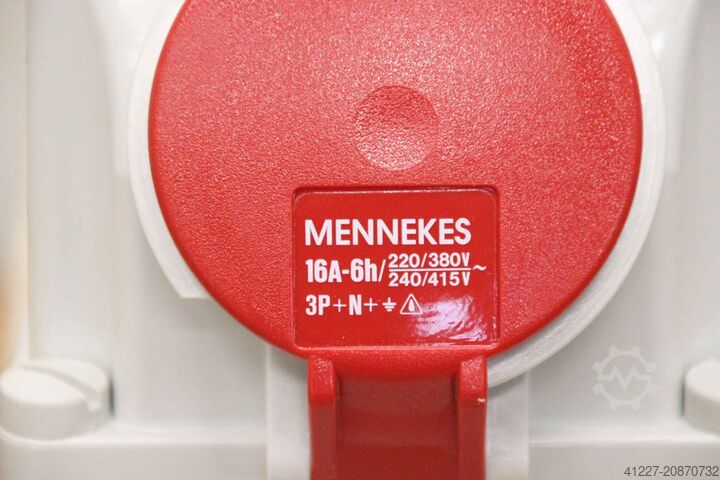 MENNEKES
16A-6h/220/380V~
240/415V
3P+N+⏚
41227-20870732